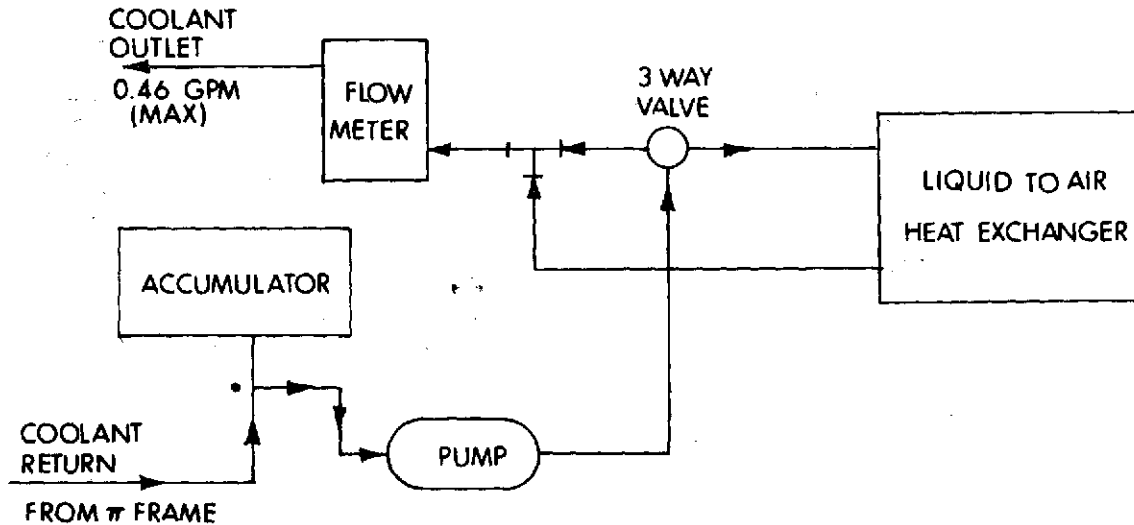 COOLANT
OUTLET
0.46 GPM
(MAX)
FLOW
METER
3 WAY
VALVE
LIQUID TO AIR
HEAT EXCHANGER
ACCUMULATOR
PUMP
COOLANT
RETURN
FROM π FRAME